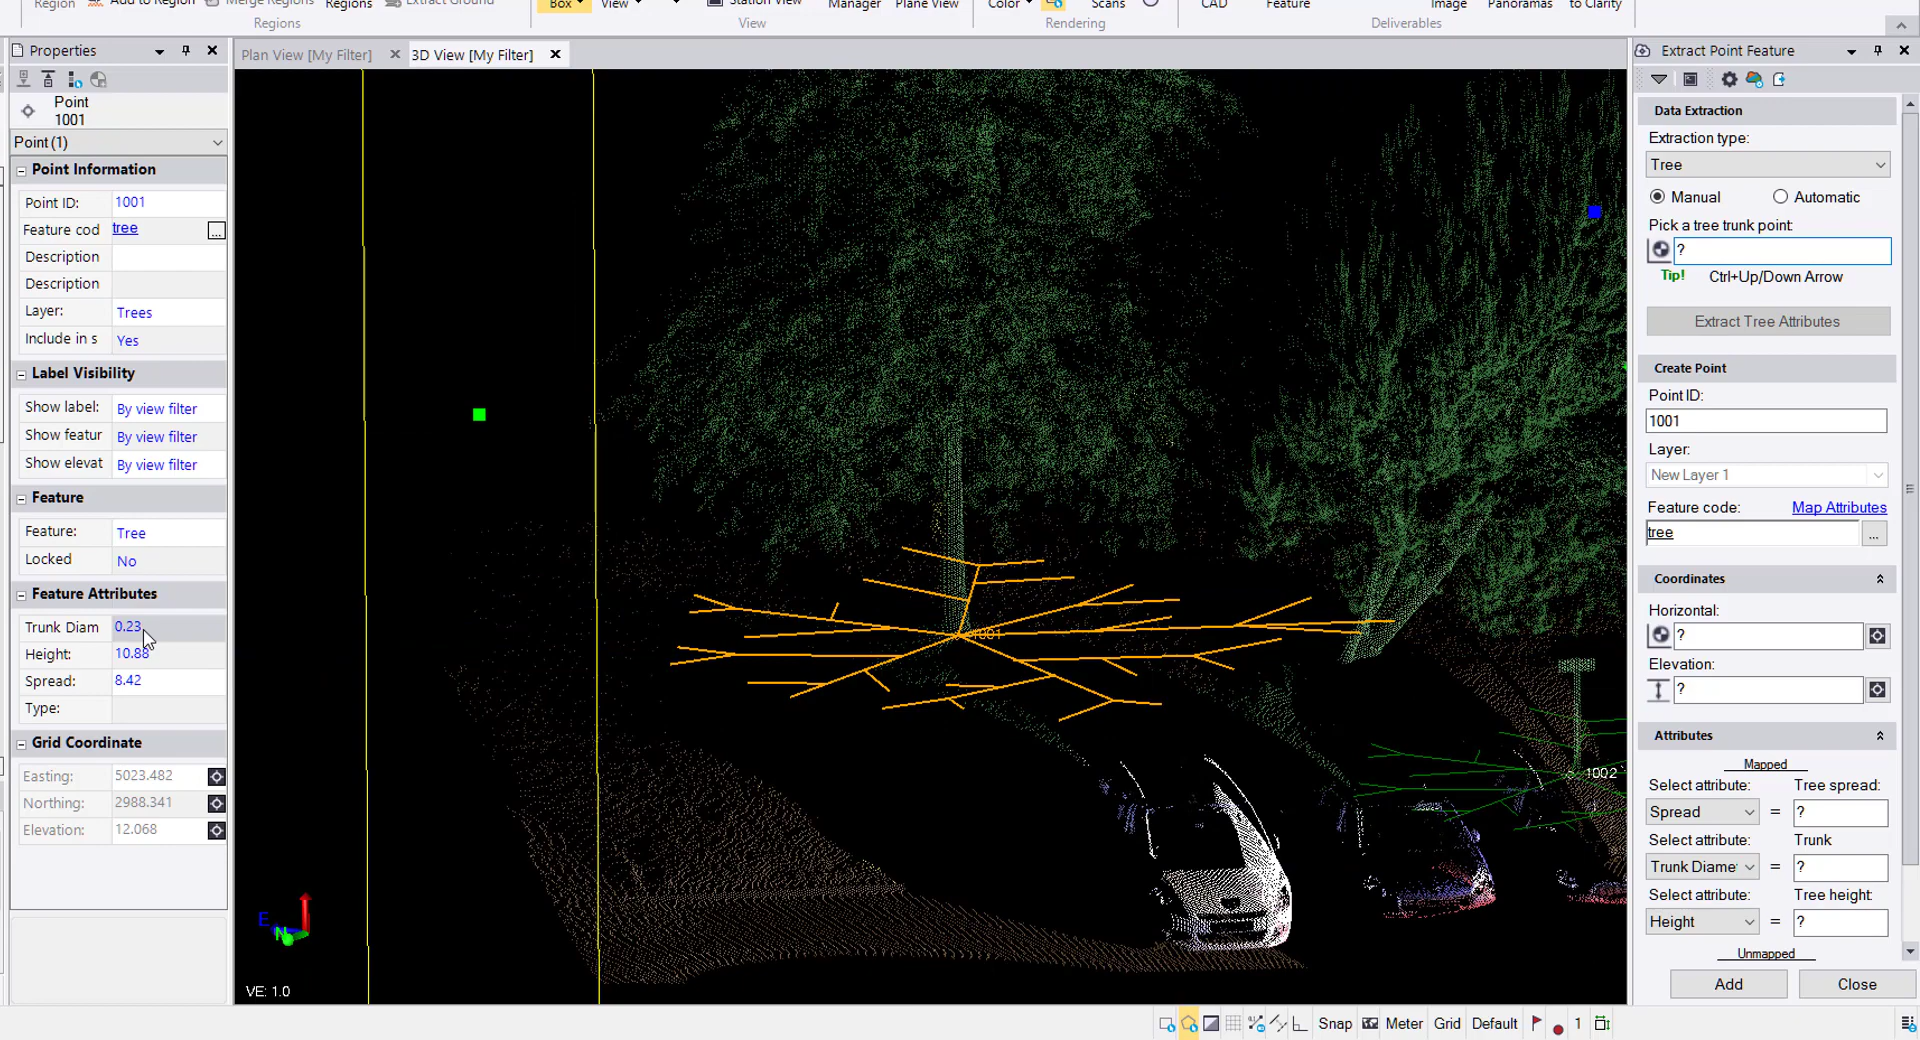 Region
Add to Region
Merge Regions
Regions
Extract Ground
Box
View
Station View
Manager
Plane View
Color
Scans
CAD
Feature
Image
Panoramas
to Clarity
Regions
View
Rendering
Deliverables
Properties
Plan View [My Filter]
3D View [My Filter]
Extract Point Feature
Point
1001
Point (1)
Point Information
Point ID: 1001
Feature cod tree ...
Description
Description
Layer: Trees
Include in s Yes
Label Visibility
Show label: By view filter
Show featur By view filter
Show elevat By view filter
Feature
Feature: Tree
Locked No
Feature Attributes
Trunk Diam 0.23
Height: 10.88
Spread: 8.42
Type:
Grid Coordinate
Easting: 5023.482
Northing: 2988.341
Elevation: 12.068
1001
1002
E
N
VE: 1.0
Data Extraction
Extraction type:
Tree
Manual Automatic
Pick a tree trunk point:
?
Tip! Ctrl+Up/Down Arrow
Extract Tree Attributes
Create Point
Point ID:
1001
Layer:
New Layer 1
Feature code: Map Attributes
tree ...
Coordinates
Horizontal:
?
Elevation:
?
Attributes
Mapped
Select attribute: Tree spread:
Spread = ?
Select attribute: Trunk
Trunk Diame = ?
Select attribute: Tree height:
Height = ?
Unmapped
Add Close
Snap Meter Grid Default 1